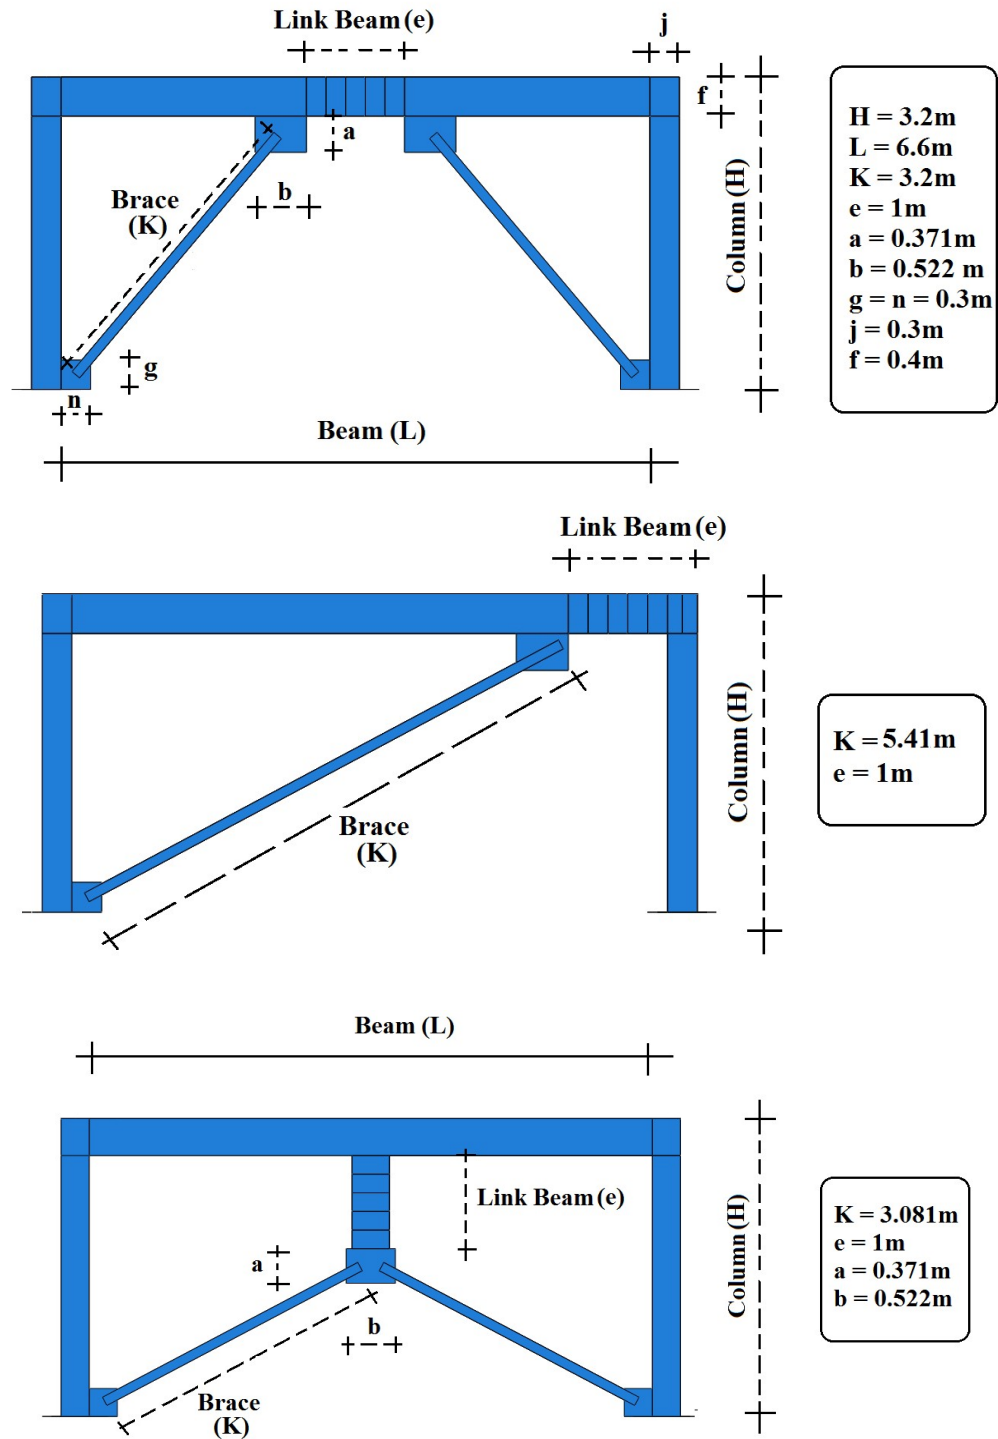 Link Beam (e)
j
f
a
b
Brace
(K)
g
n
Column (H)
Beam (L)
H = 3.2m
L = 6.6m
K = 3.2m
e = 1m
a = 0.371m
b = 0.522 m
g = n = 0.3m
j = 0.3m
f = 0.4m
Link Beam (e)
Column (H)
Brace
(K)
K = 5.41m
e = 1m
Beam (L)
Link Beam (e)
a
b
Brace
(K)
Column (H)
K = 3.081m
e = 1m
a = 0.371m
b = 0.522m